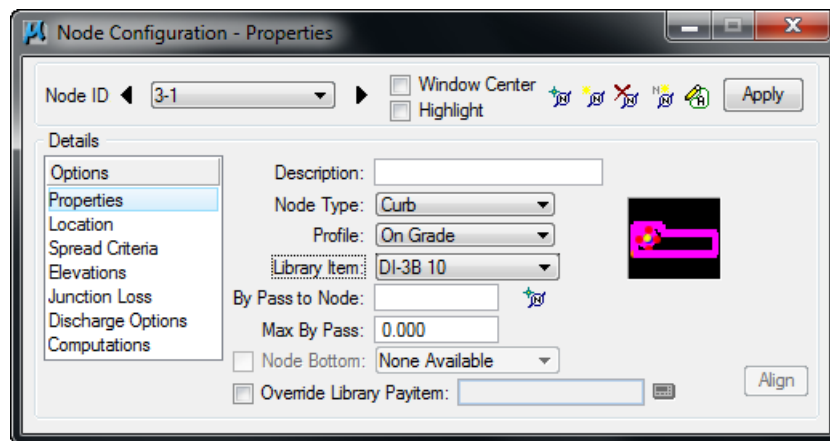 Node Configuration - Properties
Node ID 3-1 Window Center Apply
Highlight
Details
Options
Properties
Location
Spread Criteria
Elevations
Junction Loss
Discharge Options
Computations
Description:
Node Type: Curb
Profile: On Grade
Library Item: DI-3B 10
By Pass to Node:
Max By Pass: 0.000
Node Bottom: None Available
Override Library Payitem:
Align